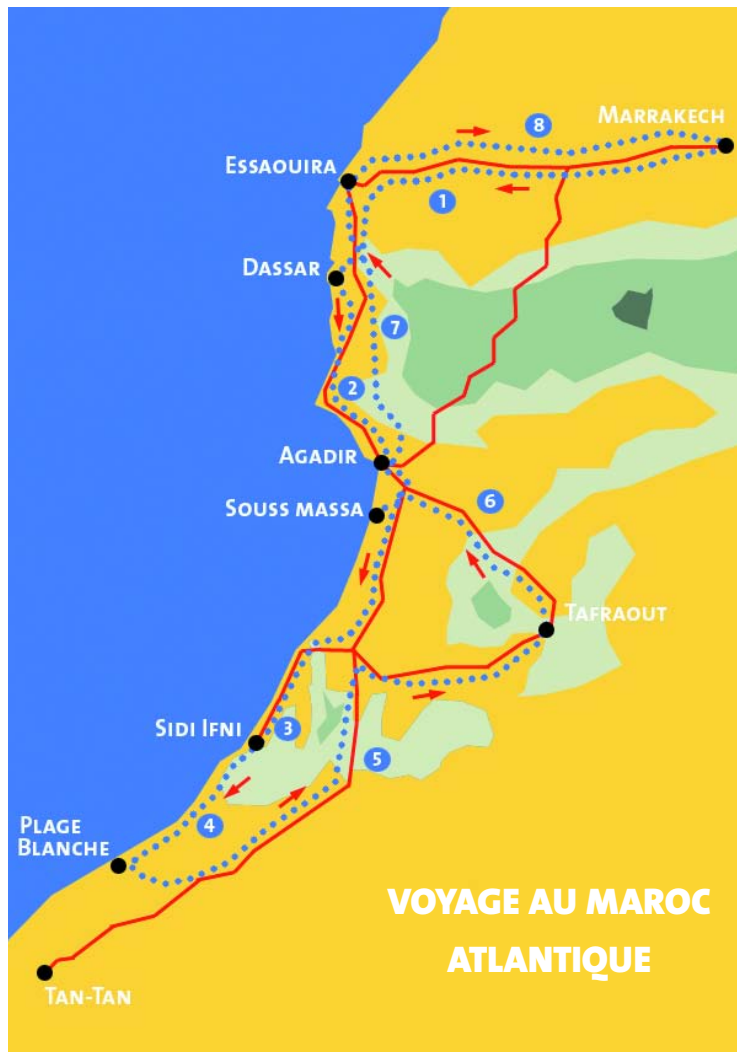 MARRAKECH
8
ESSAOUIRA
1
DASSAR
7
2
AGADIR
6
SOUSS MASSA
TAFRAOUT
SIDI IFNI
3
5
4
PLAGE
BLANCHE
VOYAGE AU MAROC
ATLANTIQUE
TAN-TAN